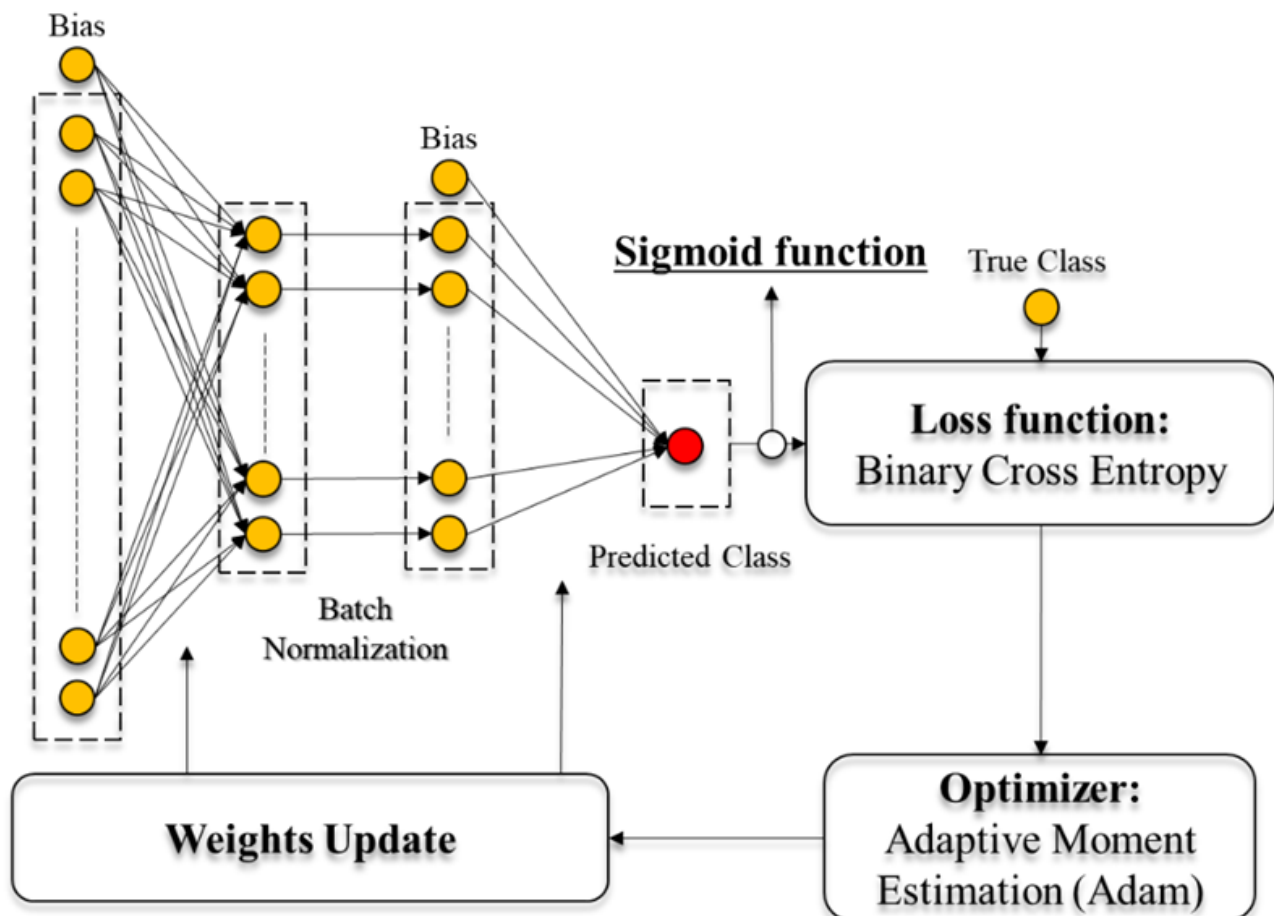 Bias
Bias
Sigmoid function
True Class
Loss function:
Binary Cross Entropy
Predicted Class
Batch
Normalization
Weights Update
Optimizer:
Adaptive Moment
Estimation (Adam)